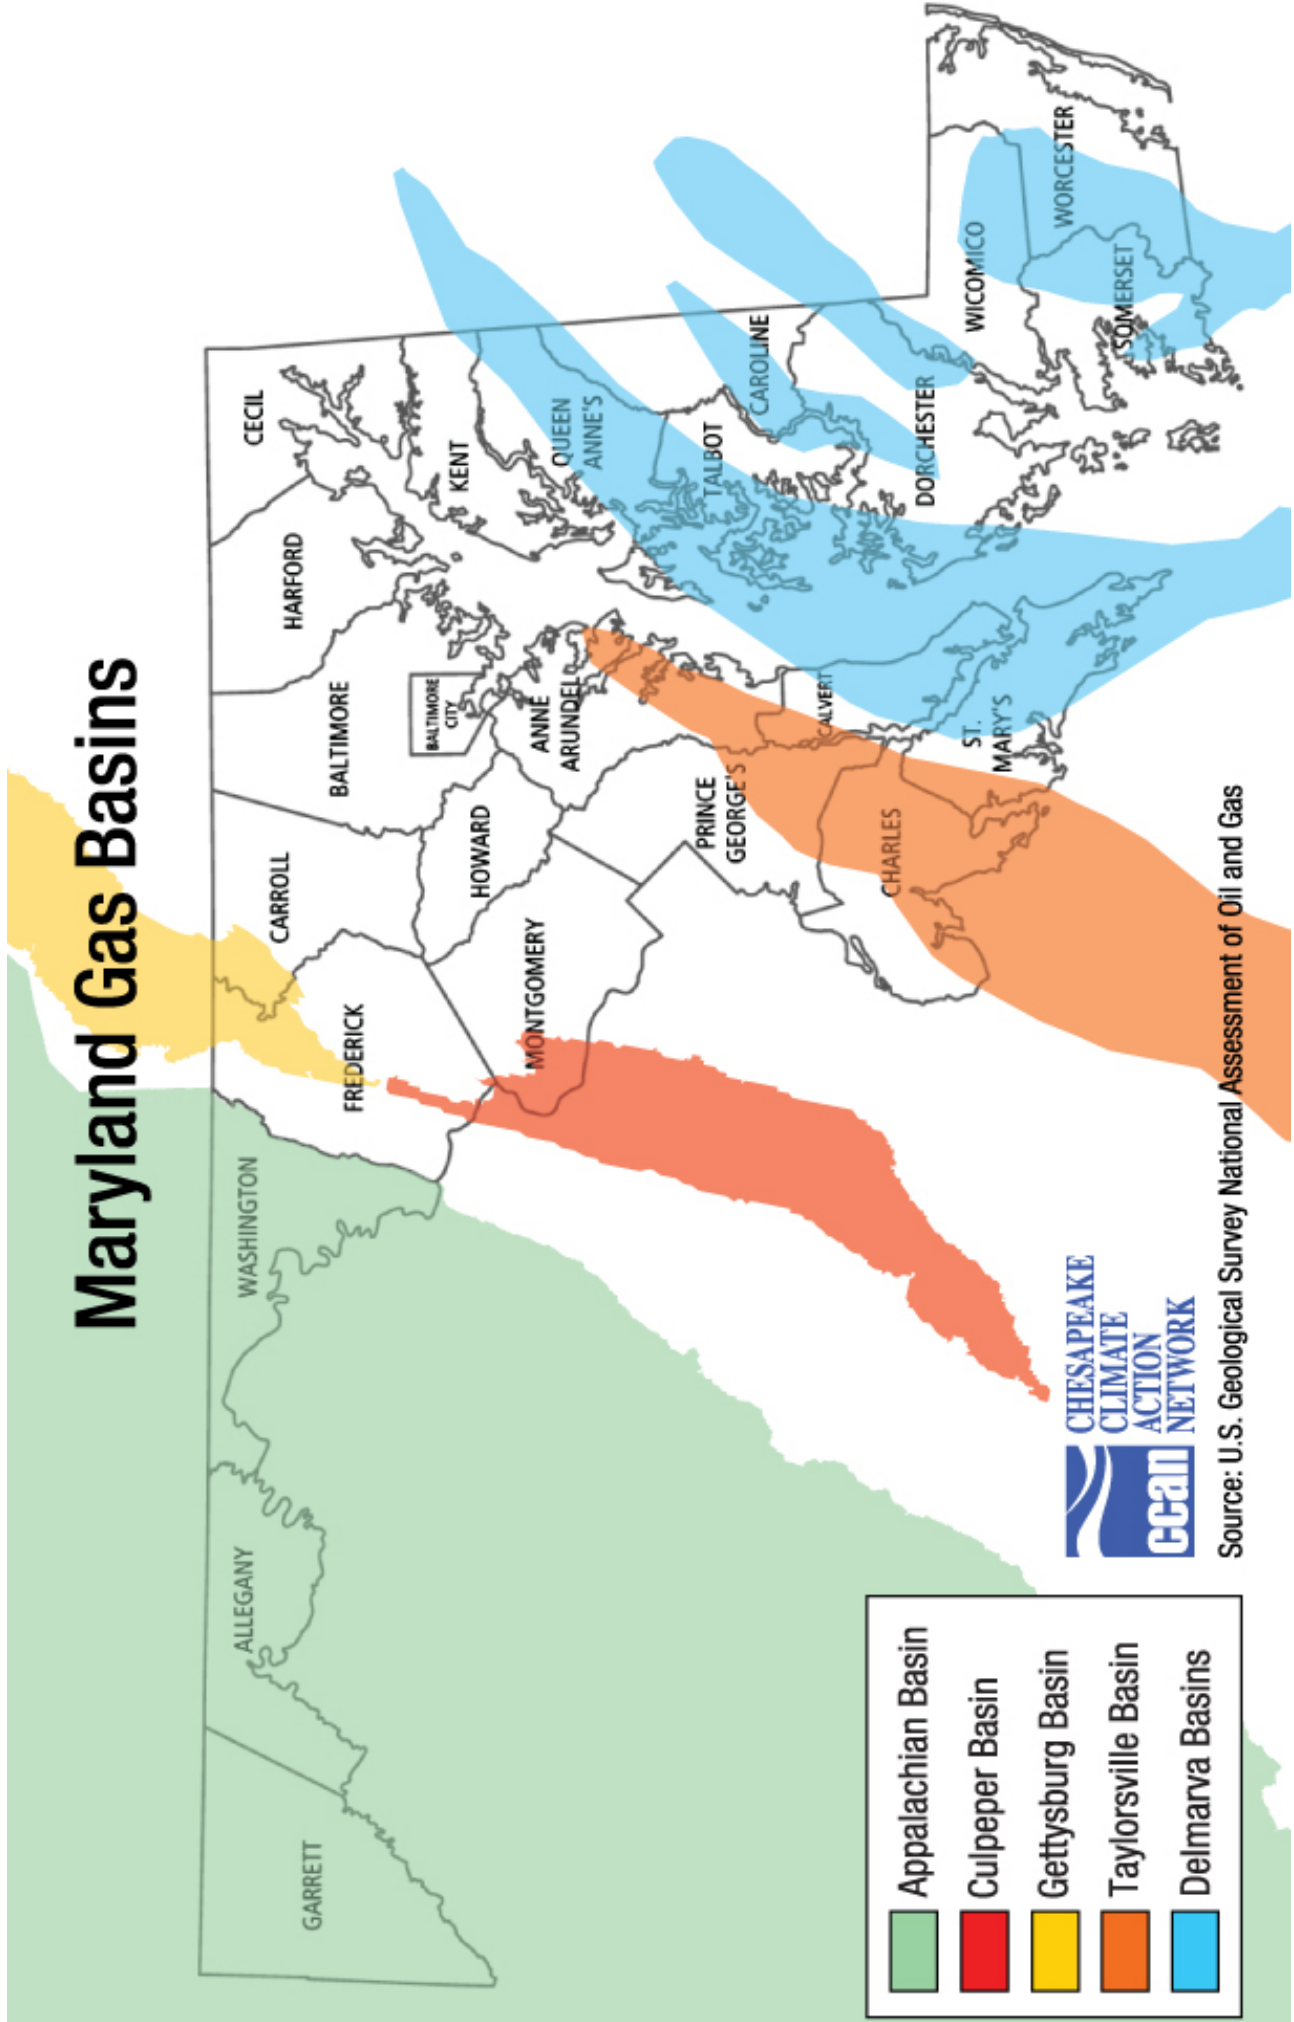 Maryland Gas Basins
GARRETT
ALLEGANY
WASHINGTON
FREDERICK
CARROLL
BALTIMORE
HARFORD
CECIL
BALTIMORE
CITY
HOWARD
MONTGOMERY
ANNE
ARUNDEL
KENT
QUEEN
ANNE'S
PRINCE
GEORGE'S
TALBOT
CAROLINE
CALVERT
CHARLES
ST.
MARY'S
DORCHESTER
WICOMICO
WORCESTER
SOMERSET
Appalachian Basin
Culpeper Basin
Gettysburg Basin
Taylorsville Basin
Delmarva Basins
ccan
CHESAPEAKE
CLIMATE
ACTION
NETWORK
Source: U.S. Geological Survey National Assessment of Oil and Gas